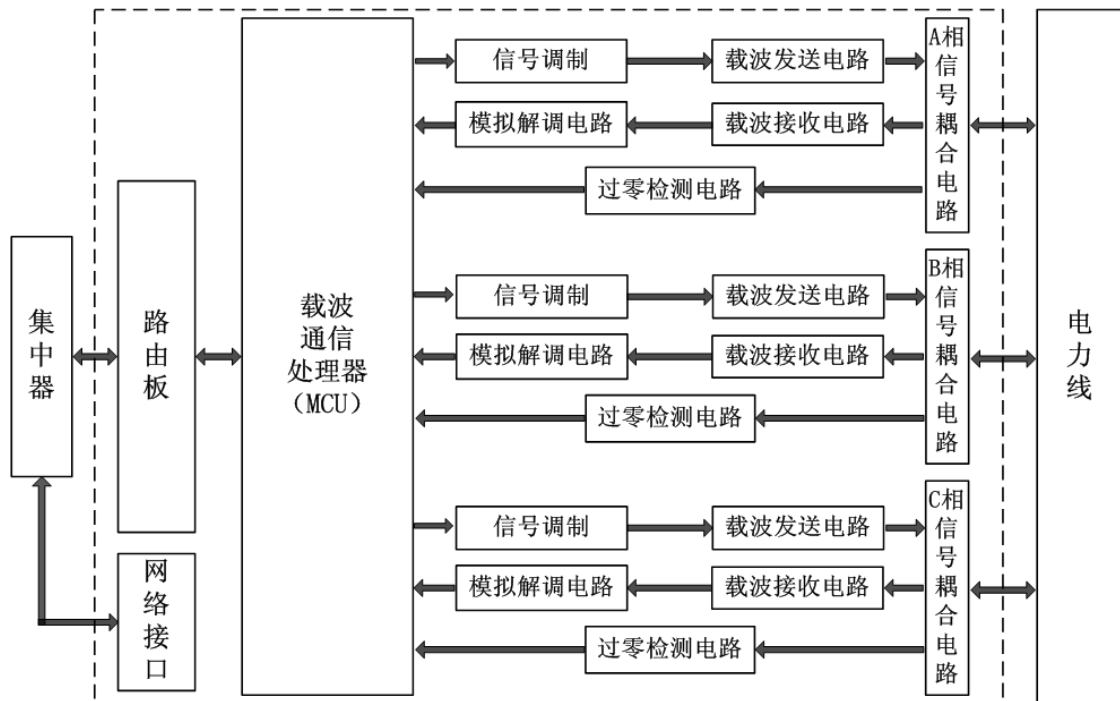 集中器
路由板
网络接口
载波
通信
处理器
（MCU）
信号调制
载波发送电路
模拟解调电路
载波接收电路
过零检测电路
A相信号耦合电路
信号调制
载波发送电路
模拟解调电路
载波接收电路
过零检测电路
B相信号耦合电路
信号调制
载波发送电路
模拟解调电路
载波接收电路
过零检测电路
C相信号耦合电路
电力线